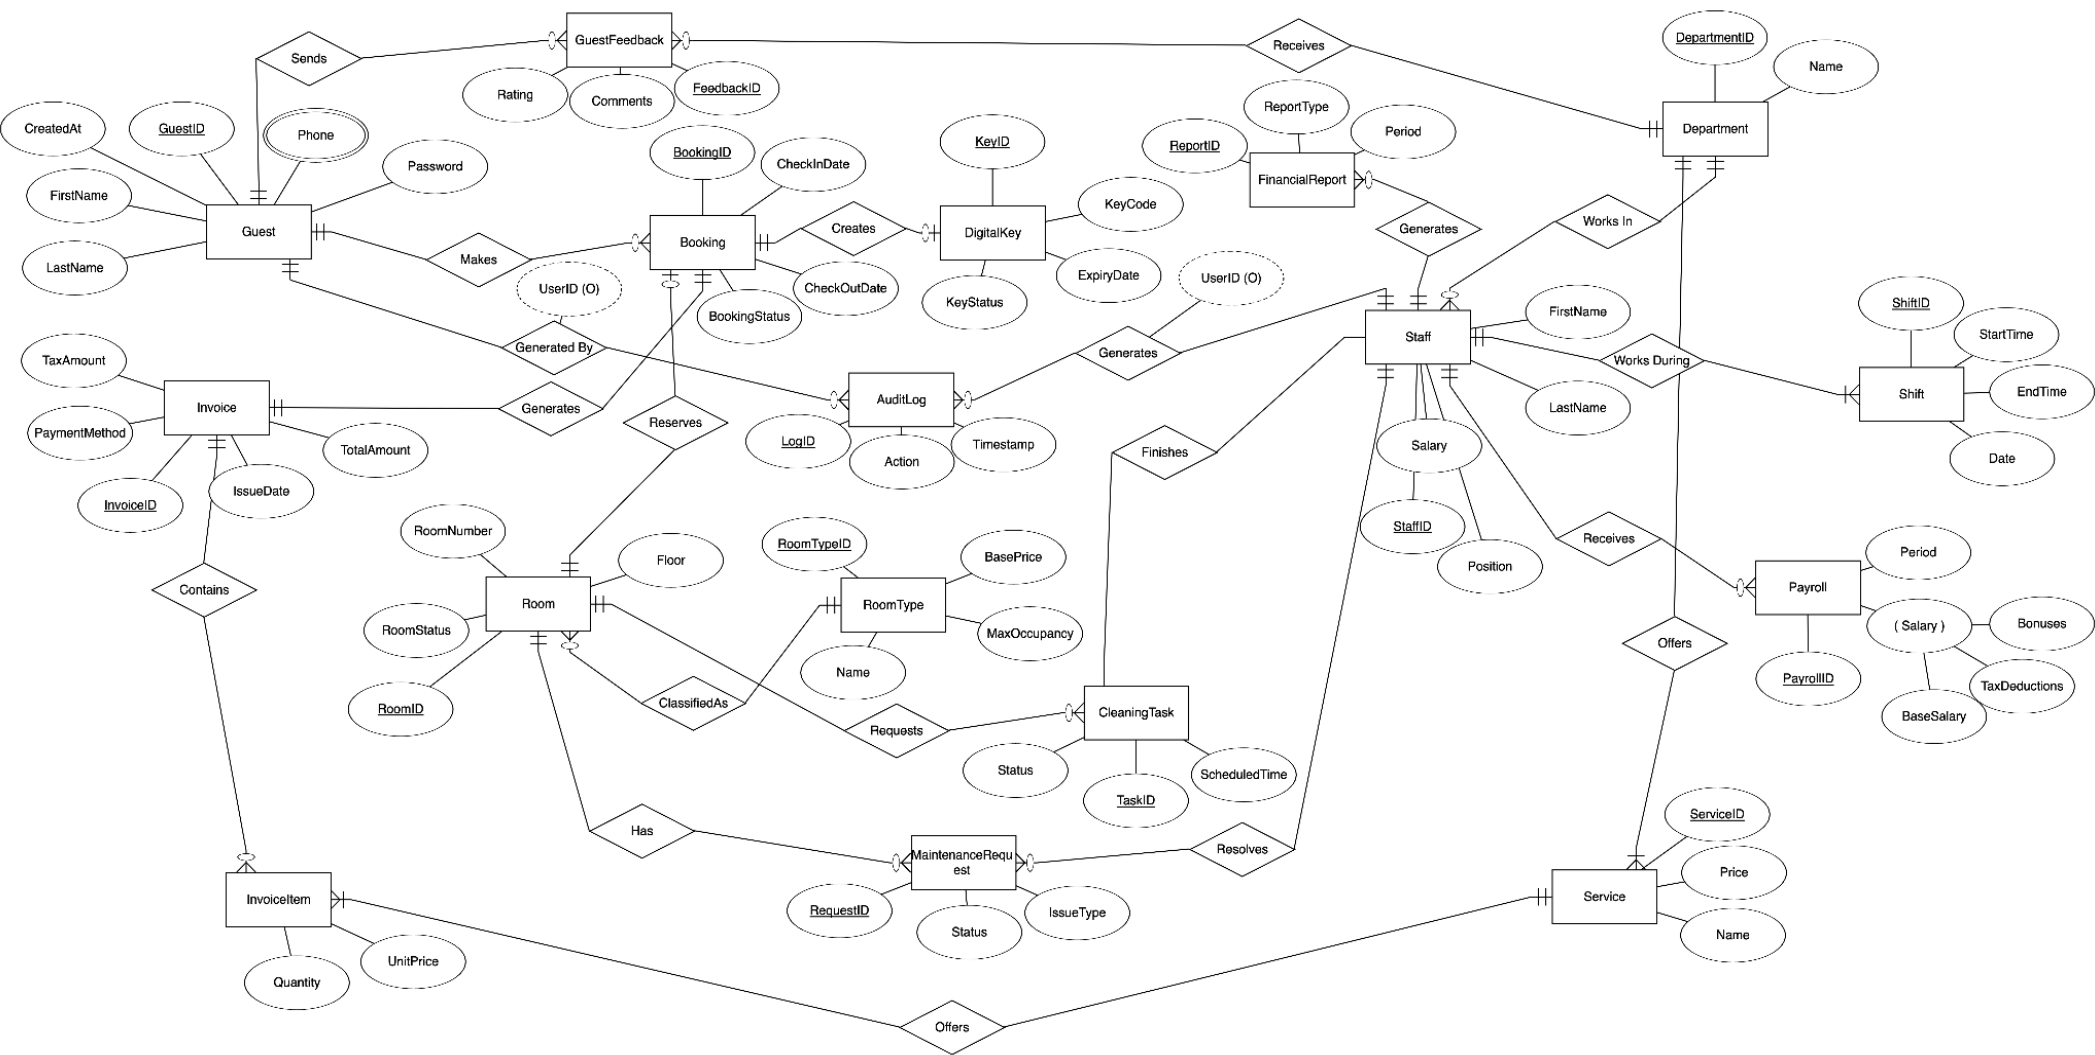 GuestFeedback
Sends
Receives
Rating
Comments
FeedbackID
DepartmentID
Name
Department
CreatedAt
GuestID
Phone
Password
FirstName
LastName
Guest
Makes
BookingID
CheckInDate
Booking
CheckOutDate
BookingStatus
Creates
KeyID
KeyCode
DigitalKey
ExpiryDate
KeyStatus
ReportType
ReportID
Period
FinancialReport
Generates
Works In
UserID (O)
Generated By
UserID (O)
Generates
Staff
FirstName
LastName
Works During
ShiftID
StartTime
EndTime
Shift
Date
TaxAmount
PaymentMethod
Invoice
TotalAmount
InvoiceID
IssueDate
Generates
Reserves
AuditLog
LogID
Action
Timestamp
Finishes
Salary
StaffID
Position
Receives
Period
Payroll
( Salary )
Bonuses
PayrollID
TaxDeductions
BaseSalary
Contains
RoomNumber
Floor
Room
RoomStatus
RoomID
RoomTypeID
BasePrice
RoomType
MaxOccupancy
Name
ClassifiedAs
Requests
CleaningTask
Status
TaskID
ScheduledTime
Offers
Has
MaintenanceRequ
est
Resolves
RequestID
Status
IssueType
ServiceID
Price
Service
Name
InvoiceItem
Quantity
UnitPrice
Offers